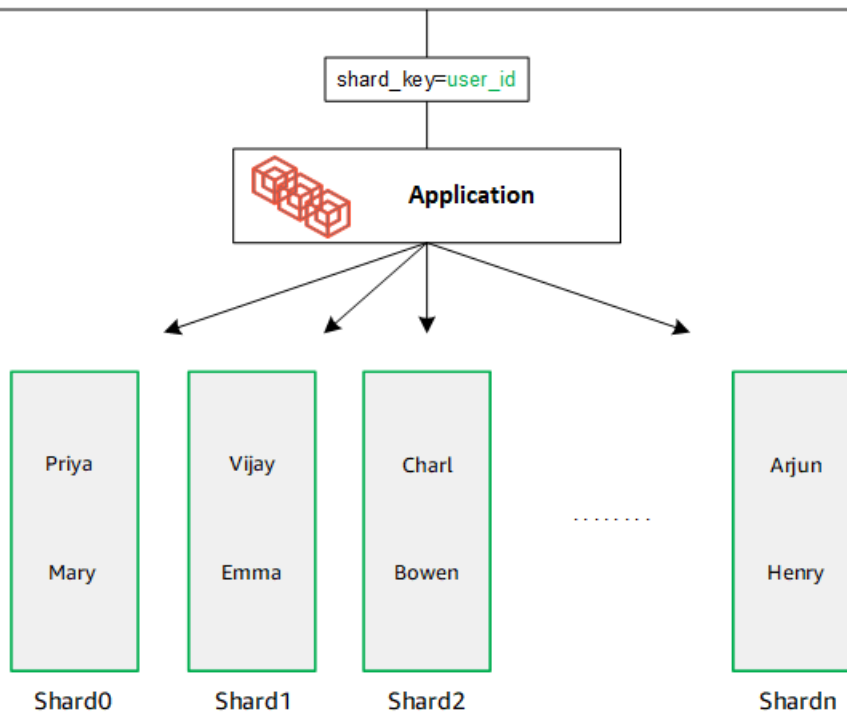 shard_key=user_id
Application
Priya
Vijay
Charl
Arjun
........
Mary
Emma
Bowen
Henry
Shard0
Shard1
Shard2
Shardn